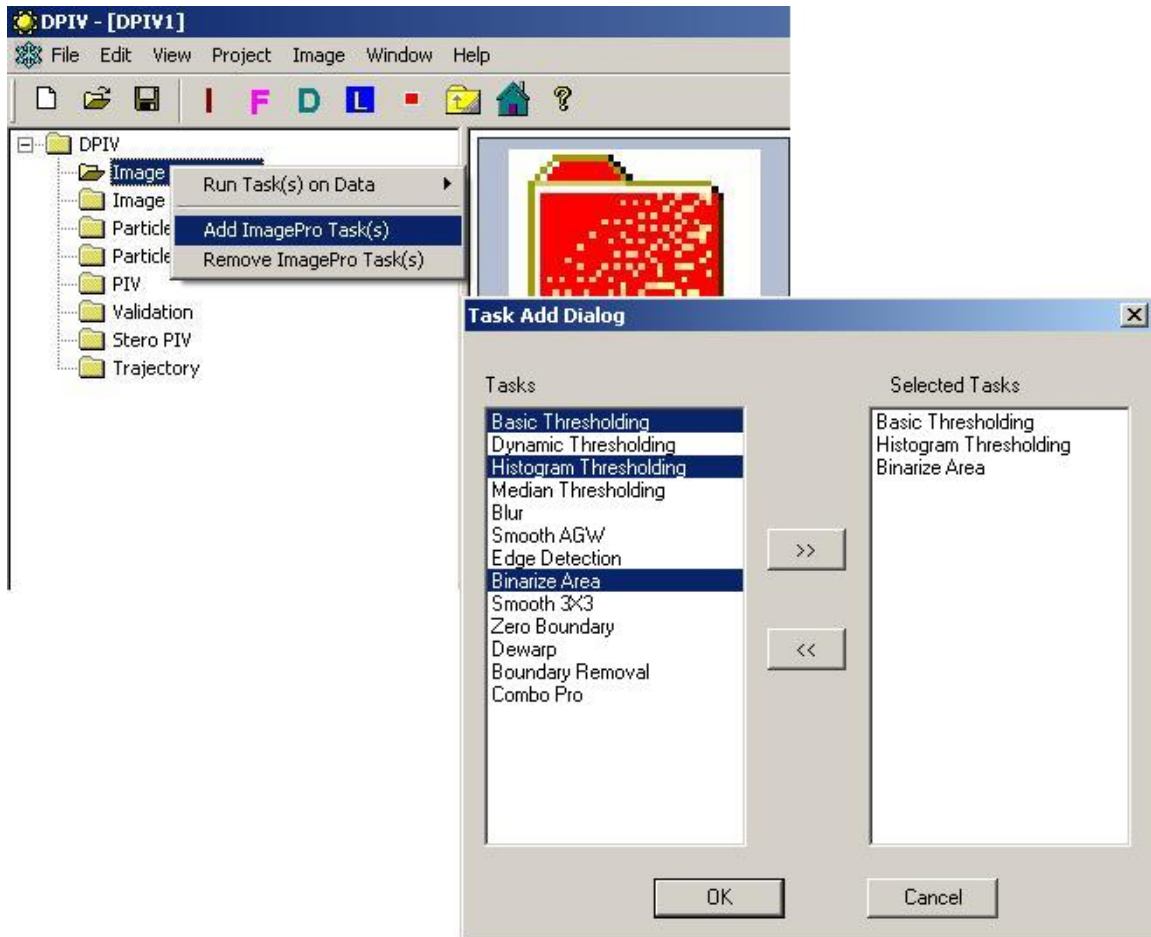 DPIV - [DPIV1]
File Edit View Project Image Window Help
I F D L ?
DPIV
Image
Image
Particle
Particle
PIV
Validation
Stero PIV
Trajectory
Run Task(s) on Data
Add ImagePro Task(s)
Remove ImagePro Task(s)
Task Add Dialog
Tasks
Basic Thresholding
Dynamic Thresholding
Histogram Thresholding
Median Thresholding
Blur
Smooth AGW
Edge Detection
Binarize Area
Smooth 3X3
Zero Boundary
Dewarp
Boundary Removal
Combo Pro
>>
<<
Selected Tasks
Basic Thresholding
Histogram Thresholding
Binarize Area
OK
Cancel